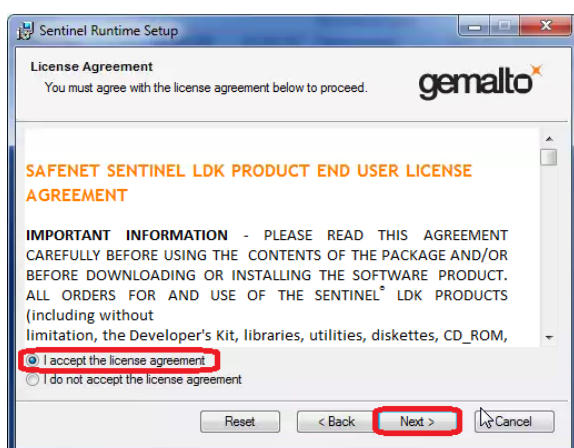 Sentinel Runtime Setup
License Agreement
You must agree with the license agreement below to proceed.
gemalto
SAFENET SENTINEL LDK PRODUCT END USER LICENSE
AGREEMENT
IMPORTANT INFORMATION - PLEASE READ THIS AGREEMENT
CAREFULLY BEFORE USING THE CONTENTS OF THE PACKAGE AND/OR
BEFORE DOWNLOADING OR INSTALLING THE SOFTWARE PRODUCT.
ALL ORDERS FOR AND USE OF THE SENTINEL® LDK PRODUCTS
(including without
limitation, the Developer's Kit, libraries, utilities, diskettes, CD_ROM,
I accept the license agreement
I do not accept the license agreement
Reset < Back Next > Cancel